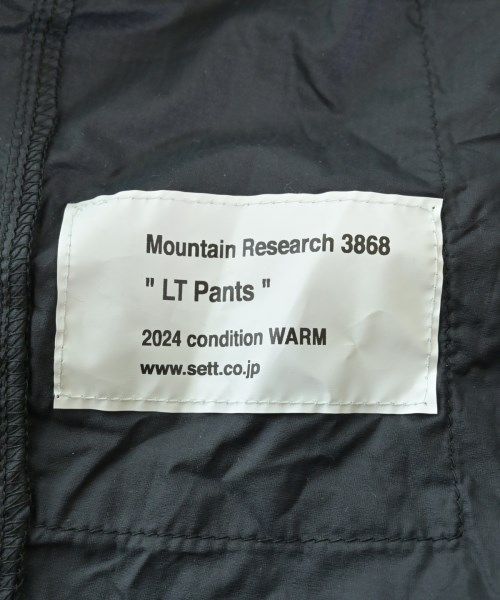 Mountain Research 3868
" LT Pants "
2024 condition WARM
www.sett.co.jp